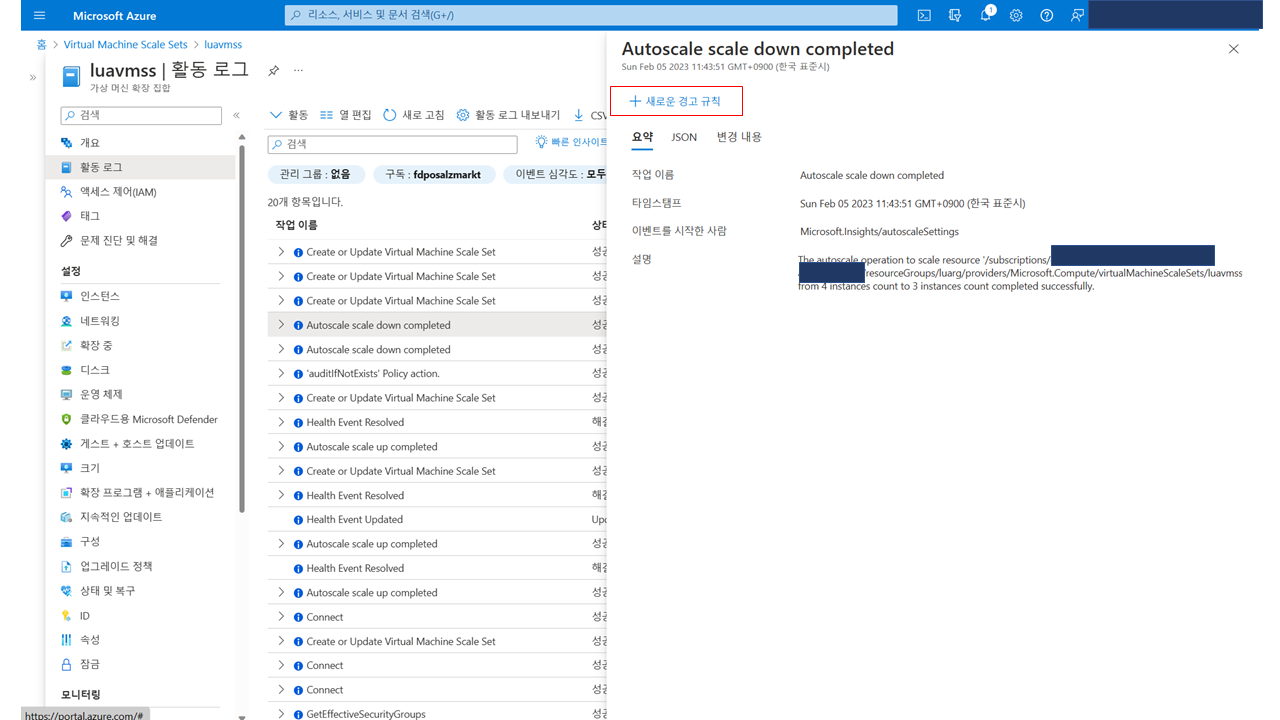 Microsoft Azure
리소스, 서비스 및 문서 검색(G+/)
1
홈 > Virtual Machine Scale Sets > luavmss
luavmss | 활동 로그
가상 머신 확장 집합
검색
개요
활동 로그
액세스 제어(IAM)
태그
문제 진단 및 해결
설정
인스턴스
네트워킹
확장 중
디스크
운영 체제
클라우드용 Microsoft Defender
게스트 + 호스트 업데이트
크기
확장 프로그램 + 애플리케이션
지속적인 업데이트
구성
업그레이드 정책
상태 및 복구
ID
속성
잠금
모니터링
https://portal.azure.com/#
활동 열 편집 새로 고침 활동 로그 내보내기 CSV
검색
빠른 인사이트
관리 그룹 : 없음 구독 : fdposalzmarkt 이벤트 심각도 : 모두
20개 항목입니다.
작업 이름 상태
Create or Update Virtual Machine Scale Set 성공
Create or Update Virtual Machine Scale Set 성공
Create or Update Virtual Machine Scale Set 성공
Autoscale scale down completed 성공
Autoscale scale down completed 성공
'auditIfNotExists' Policy action. 성공
Create or Update Virtual Machine Scale Set 성공
Health Event Resolved 해결
Autoscale scale up completed 성공
Create or Update Virtual Machine Scale Set 성공
Health Event Resolved 해결
Health Event Updated Upd
Autoscale scale up completed 성공
Health Event Resolved 해결
Autoscale scale up completed 성공
Connect 성공
Create or Update Virtual Machine Scale Set 성공
Connect 성공
Connect 성공
GetEffectiveSecurityGroups 성공
Autoscale scale down completed
Sun Feb 05 2023 11:43:51 GMT+0900 (한국 표준시)
새로운 경고 규칙
요약 JSON 변경 내용
작업 이름 Autoscale scale down completed
타임스탬프 Sun Feb 05 2023 11:43:51 GMT+0900 (한국 표준시)
이벤트를 시작한 사람 Microsoft.Insights/autoscaleSettings
설명 The autoscale operation to scale resource '/subscriptions/
/resourceGroups/luarg/providers/Microsoft.Compute/virtualMachineScaleSets/luavmss
from 4 instances count to 3 instances count completed successfully.